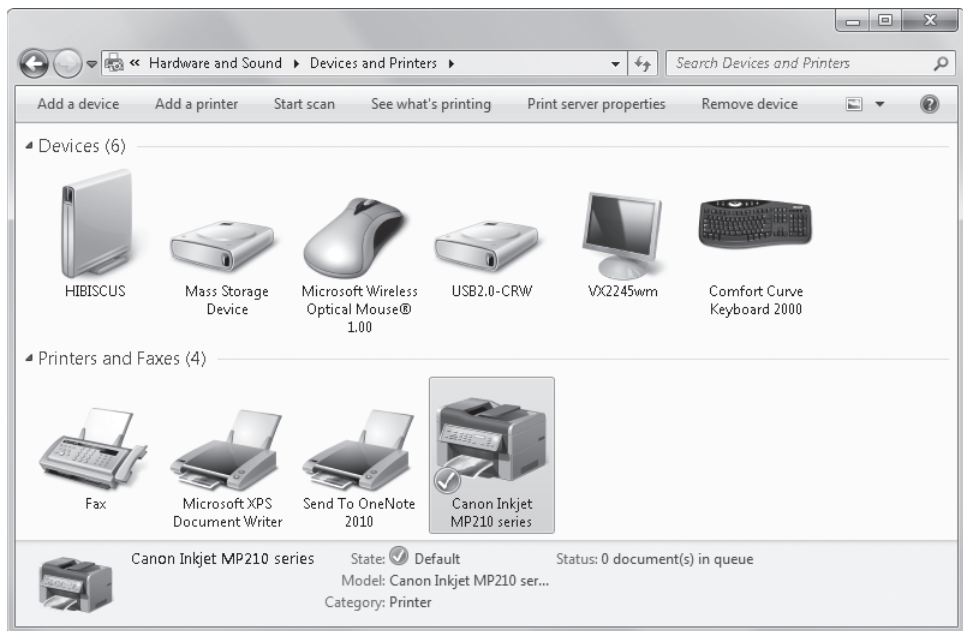 « Hardware and Sound ▸ Devices and Printers ▸ Search Devices and Printers
Add a device Add a printer Start scan See what's printing Print server properties Remove device
Devices (6)
HIBISCUS
Mass Storage
Device
Microsoft Wireless
Optical Mouse®
1.00
USB2.0-CRW
VX2245wm
Comfort Curve
Keyboard 2000
Printers and Faxes (4)
Fax
Microsoft XPS
Document Writer
Send To OneNote
2010
Canon Inkjet
MP210 series
Canon Inkjet MP210 series State: Default Status: 0 document(s) in queue
Model: Canon Inkjet MP210 ser...
Category: Printer